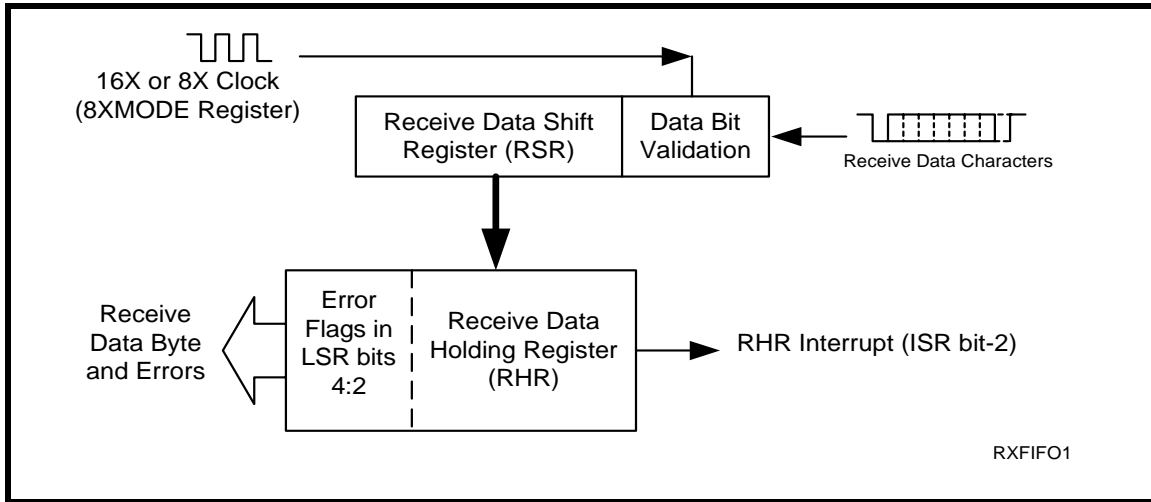 16X or 8X Clock
(8XMODE Register)
Receive Data Shift
Register (RSR)
Data Bit
Validation
Receive Data Characters
Receive
Data Byte
and Errors
Error
Flags in
LSR bits
4:2
Receive Data
Holding Register
(RHR)
RHR Interrupt (ISR bit-2)
RXFIFO1